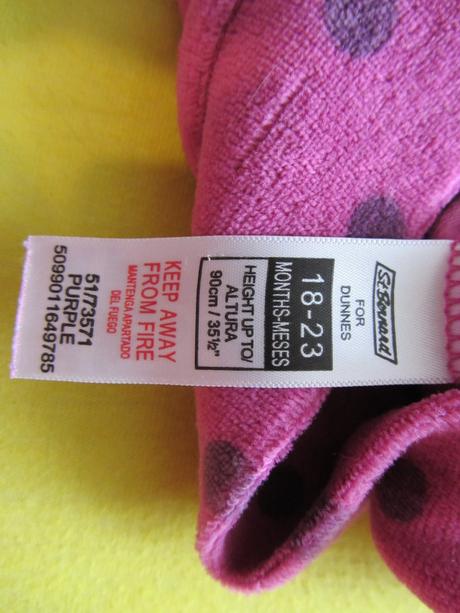 St Bernard
FOR
DUNNES
18-23
MONTHS-MESES
HEIGHT UP TO/
ALTURA
90cm / 35½"
KEEP AWAY
FROM FIRE
MANTENGA APARTADO
DEL FUEGO
51/73571
PURPLE
5099011649785